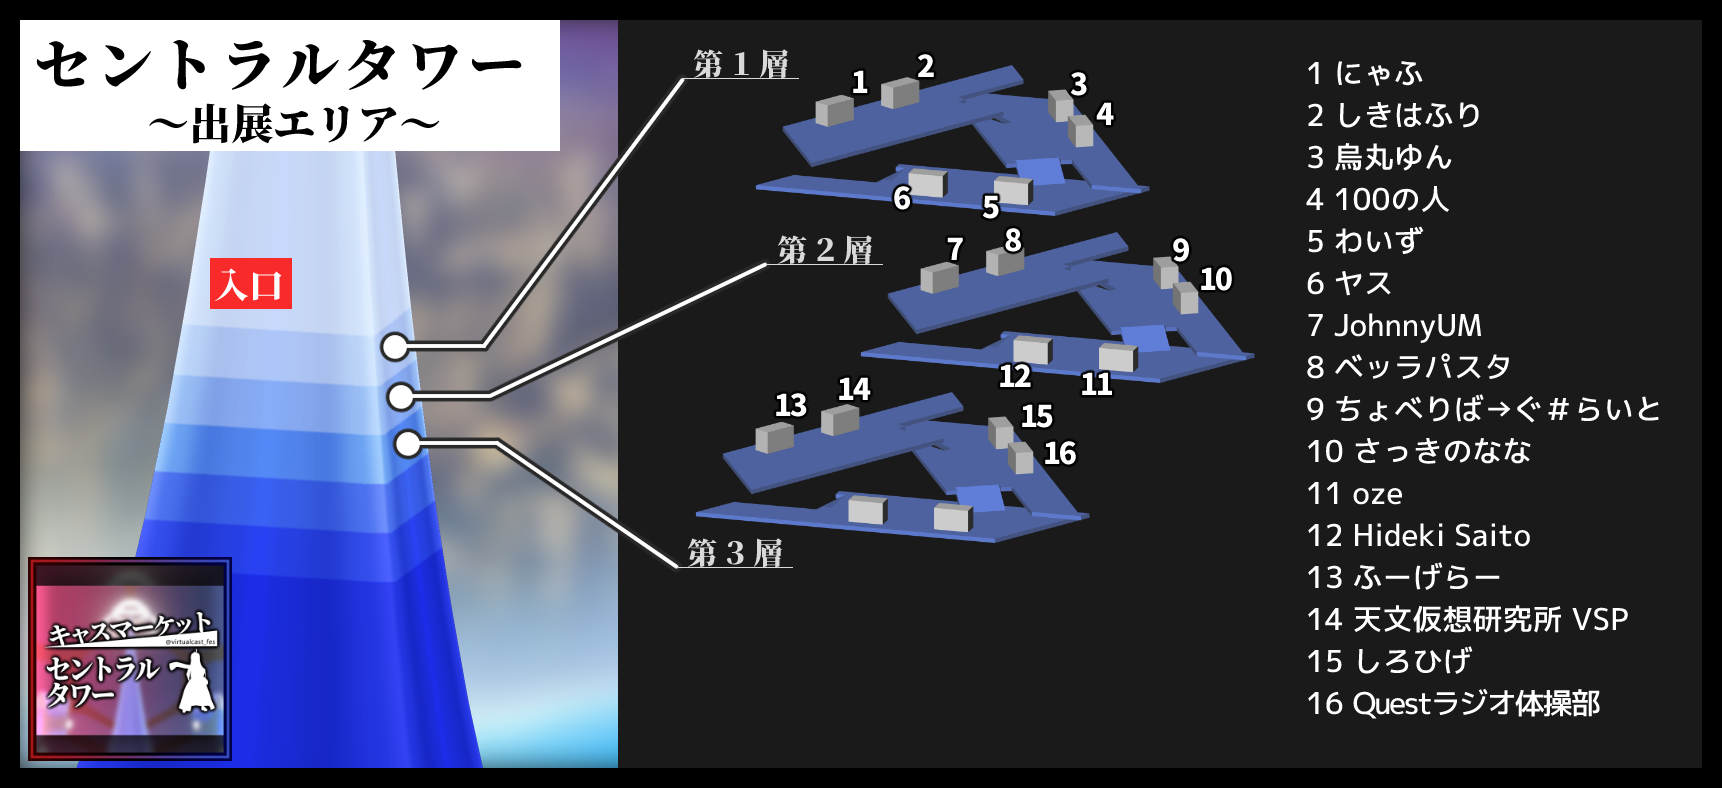 セントラルタワー
～出展エリア～
入口
キャスマーケット
@virtualcast_fes
セントラル
タワー
第1層
1
2
3
4
6
5
第2層
7
8
9
10
12
11
13
14
15
16
第3層
1 にゃふ
2 しきはふり
3 烏丸ゆん
4 100の人
5 わいず
6 ヤス
7 JohnnyUM
8 ベッラパスタ
9 ちょべりば→ぐ＃らいと
10 さっきのなな
11 oze
12 Hideki Saito
13 ふーげらー
14 天文仮想研究所 VSP
15 しろひげ
16 Questラジオ体操部